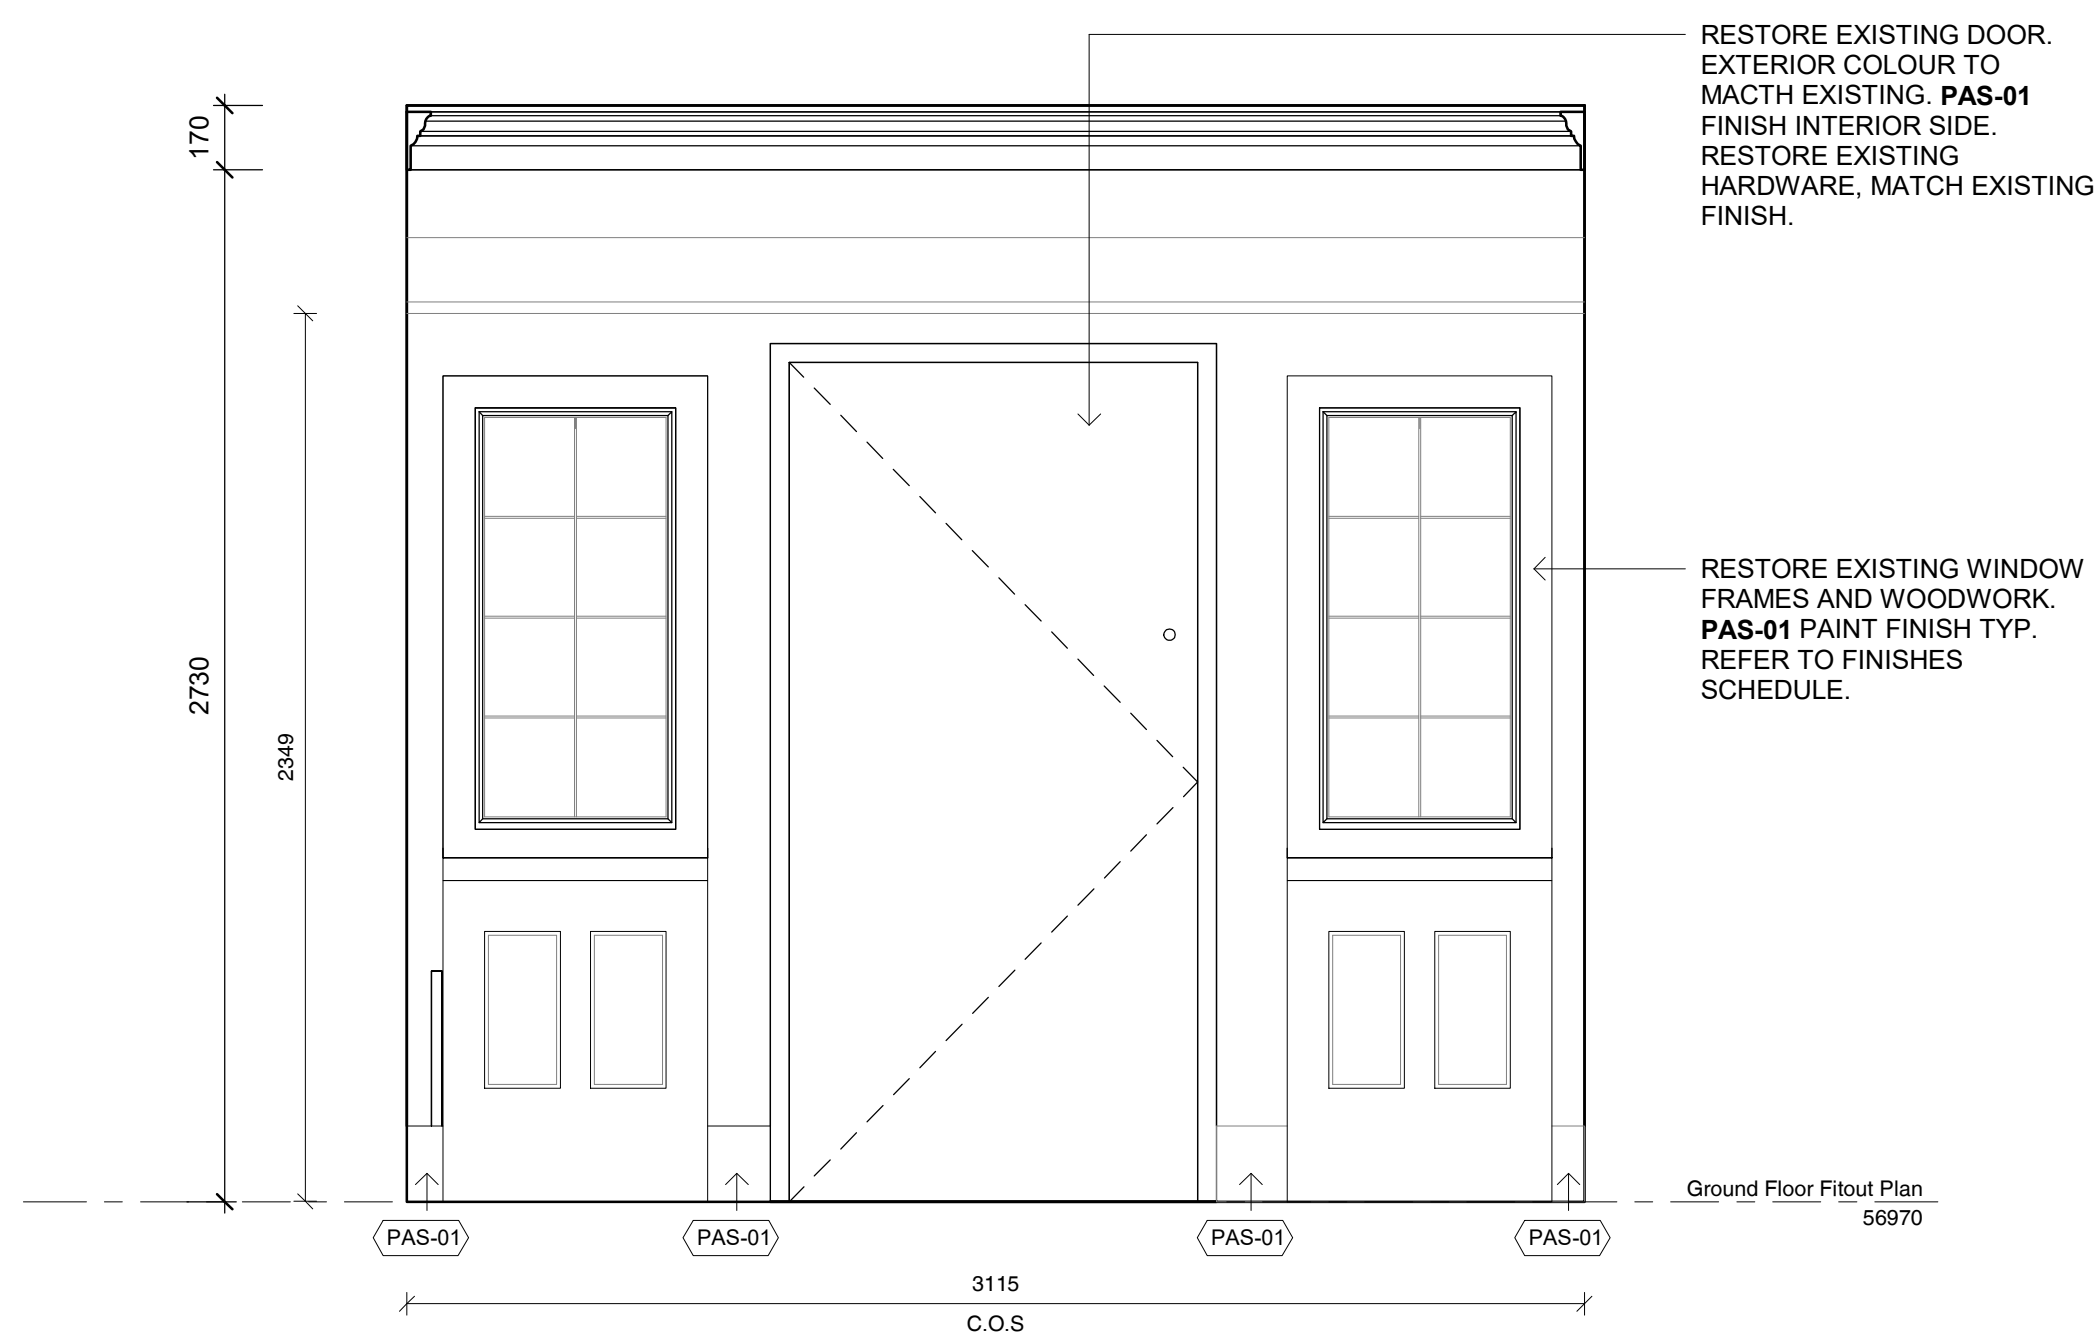 RESTORE EXISTING DOOR.
EXTERIOR COLOUR TO
MACTH EXISTING. PAS-01
FINISH INTERIOR SIDE.
RESTORE EXISTING
HARDWARE, MATCH EXISTING
FINISH.
170
2730
2349
RESTORE EXISTING WINDOW
FRAMES AND WOODWORK.
PAS-01 PAINT FINISH TYP.
REFER TO FINISHES
SCHEDULE.
Ground Floor Fitout Plan
56970
PAS-01
PAS-01
PAS-01
PAS-01
3115
C.O.S